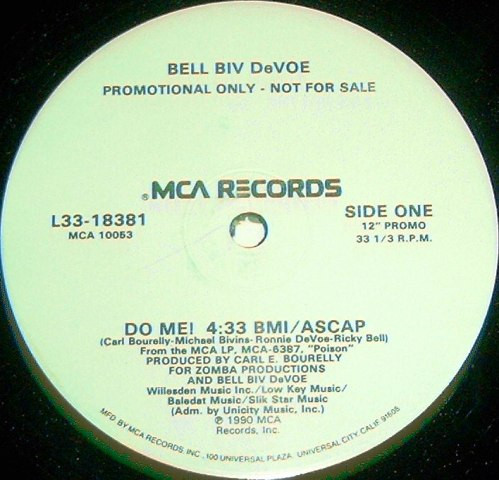 BELL BIV DeVOE
PROMOTIONAL ONLY - NOT FOR SALE
® MCA RECORDS
L33-18381
MCA 10053
SIDE ONE
12" PROMO
33 1/3 R.P.M.
DO ME! 4:33 BMI/ASCAP
(Carl Bourelly-Michael Bivins-Ronnie DeVoe-Ricky Bell)
From the MCA LP, MCA-6387, "Poison"
PRODUCED BY CARL E. BOURELLY
FOR ZOMBA PRODUCTIONS
AND BELL BIV DeVOE
Willesden Music Inc./Low Key Music/
Baledat Music/Slik Star Music
(Adm. by Unicity Music, Inc.)
℗ 1990 MCA
Records, Inc.
MFD. BY MCA RECORDS, INC., 100 UNIVERSAL PLAZA, UNIVERSAL CITY, CALIF. 91608